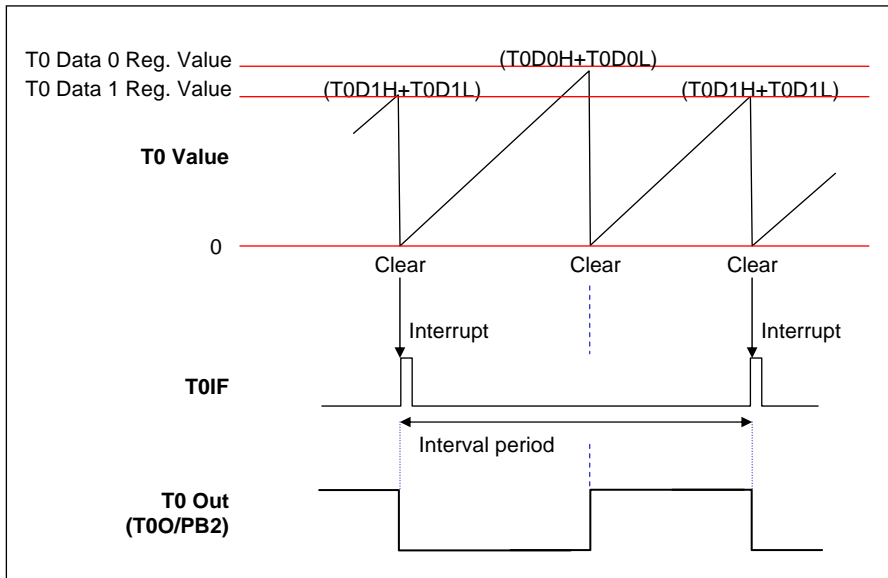 T0 Data 0 Reg. Value
(T0D0H+T0D0L)
T0 Data 1 Reg. Value
(T0D1H+T0D1L)
(T0D1H+T0D1L)
T0 Value
0
Clear
Clear
Clear
Interrupt
Interrupt
T0IF
Interval period
T0 Out
(T0O/PB2)